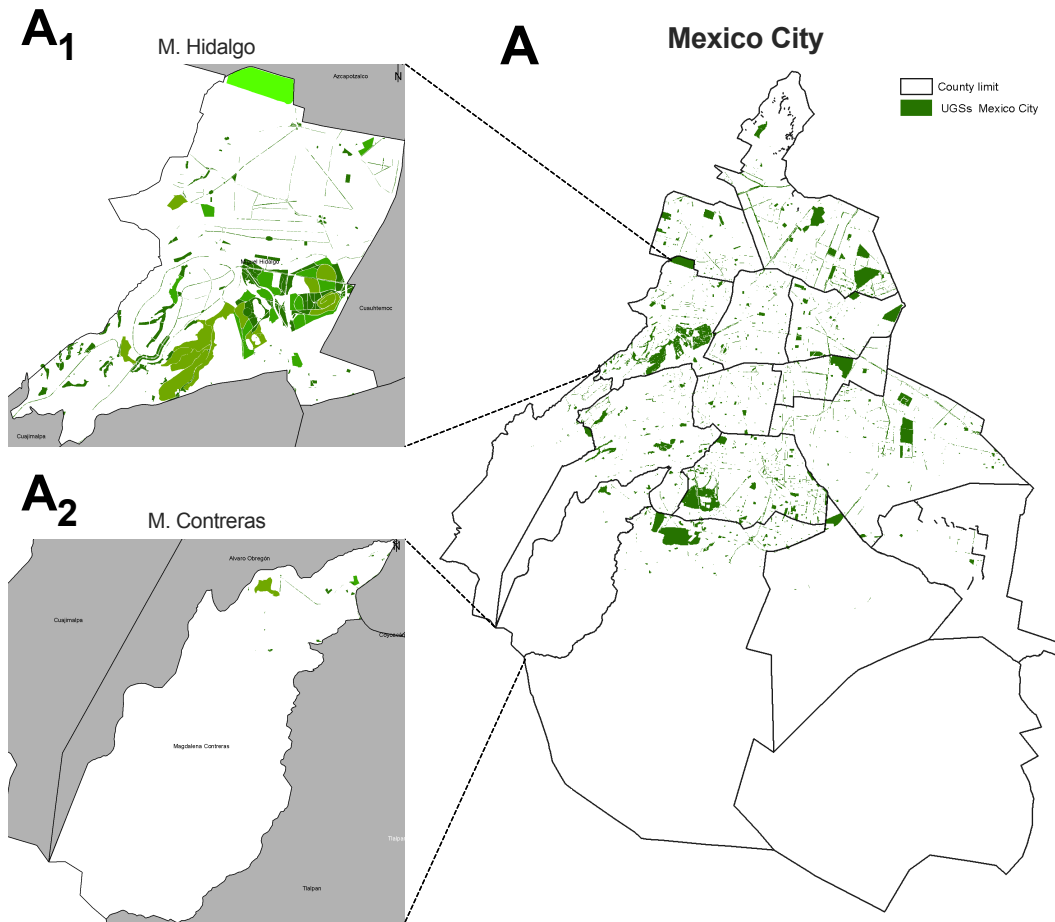 A1
M. Hidalgo
Azcapotzalco
N
Miguel Hidalgo
Cuauhtemoc
Cuajimalpa
A2
M. Contreras
N
Alvaro Obregón
Cuajimalpa
Coyoacán
Magdalena Contreras
Tlalpan
Tlalpan
A
Mexico City
County limit
UGSs Mexico City